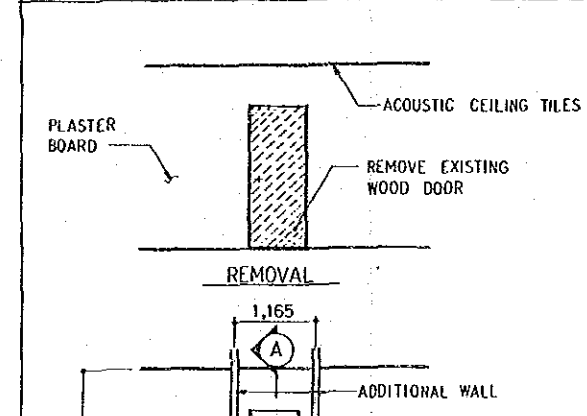 ACOUSTIC CEILING TILES
PLASTER
BOARD
REMOVE EXISTING
WOOD DOOR
REMOVAL
1,165
A
ADDITIONAL WALL